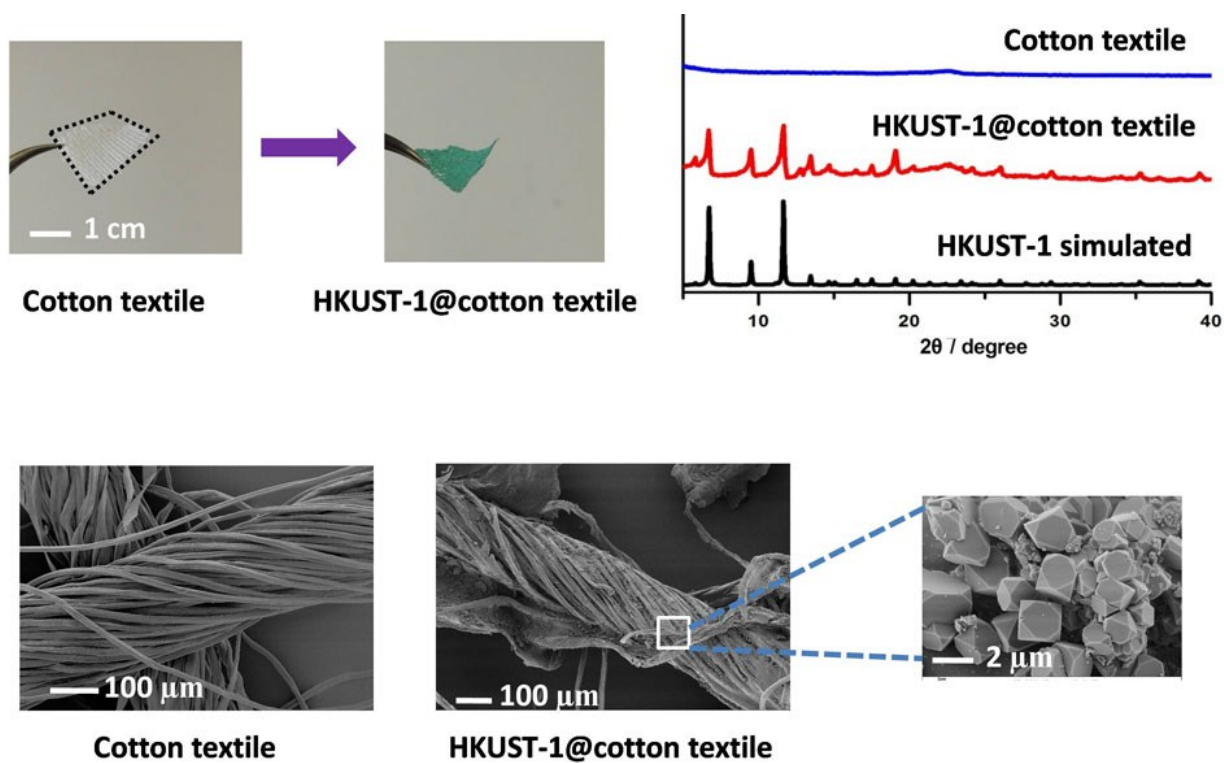 1 cm
Cotton textile
HKUST-1@cotton textile
Cotton textile
HKUST-1@cotton textile
HKUST-1 simulated
10 20 30 40
2θ / degree
100 μm
Cotton textile
100 μm
HKUST-1@cotton textile
2 μm